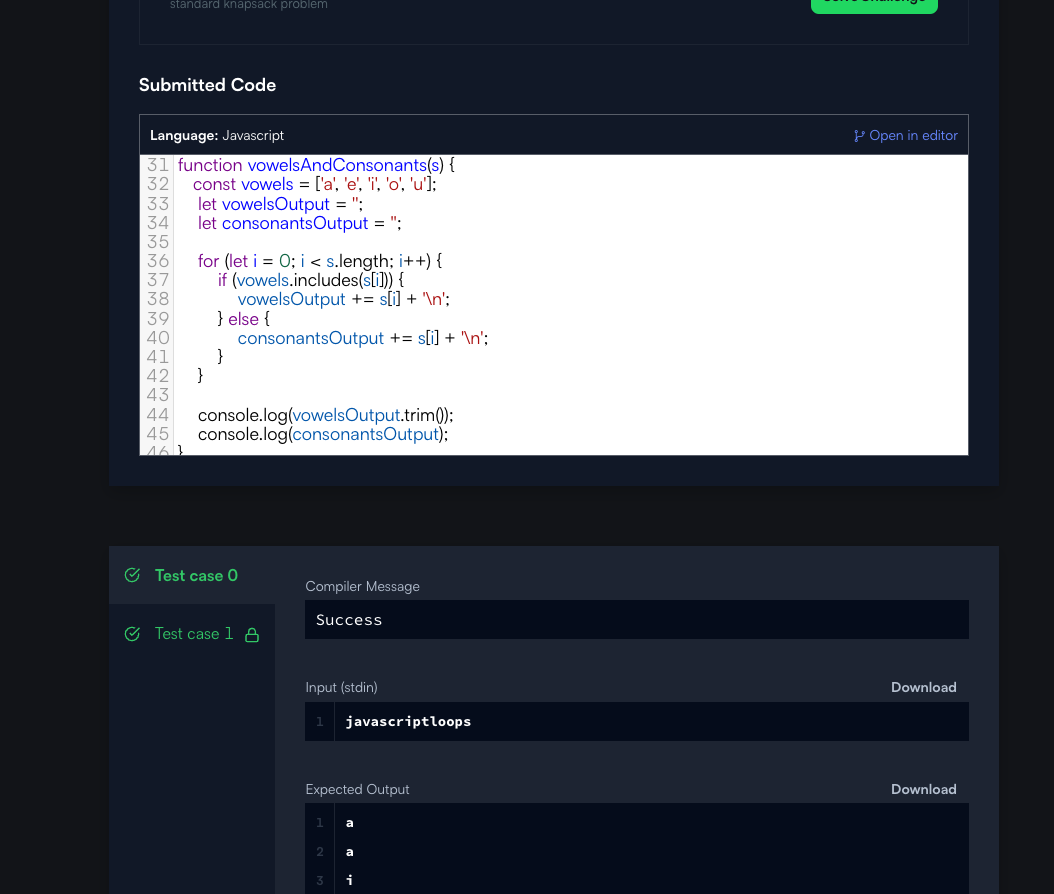 standard knapsack problem
Solve Challenge
Submitted Code
Language: Javascript Open in editor
31 function vowelsAndConsonants(s) {
32 const vowels = ['a', 'e', 'i', 'o', 'u'];
33 let vowelsOutput = '';
34 let consonantsOutput = '';
35
36 for (let i = 0; i < s.length; i++) {
37 if (vowels.includes(s[i])) {
38 vowelsOutput += s[i] + '\n';
39 } else {
40 consonantsOutput += s[i] + '\n';
41 }
42 }
43
44 console.log(vowelsOutput.trim());
45 console.log(consonantsOutput);
46 }
Test case 0
Test case 1
Compiler Message
Success
Input (stdin) Download
1 javascriptloops
Expected Output Download
1 a
2 a
3 i